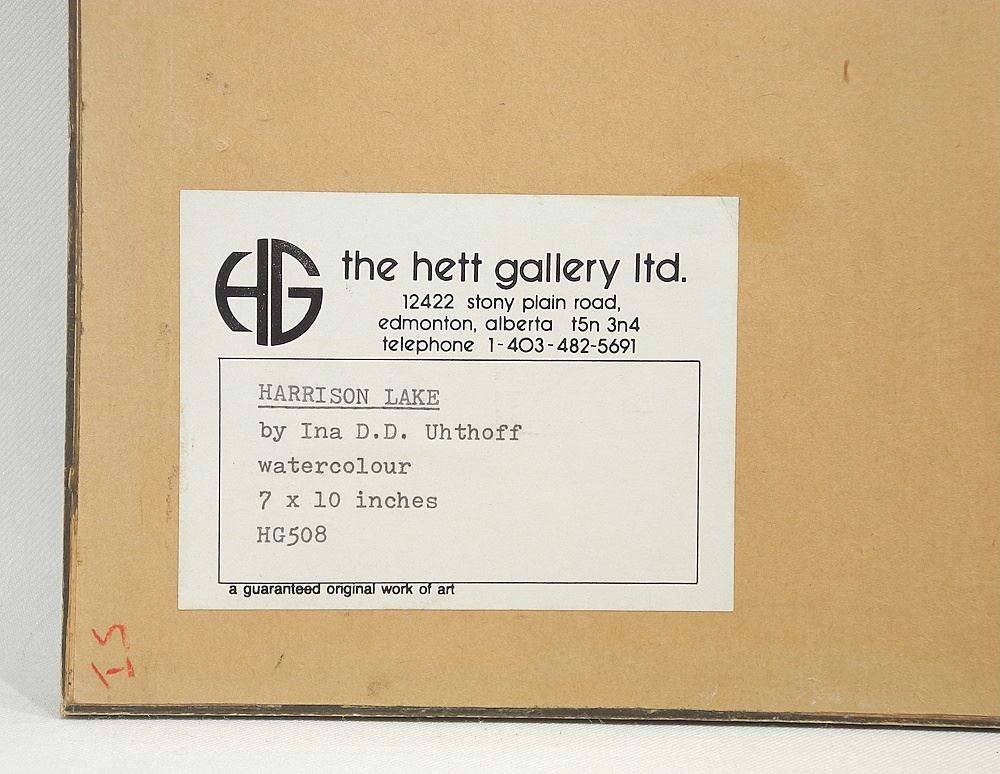 HG the hett gallery ltd.
12422 stony plain road,
edmonton, alberta t5n 3n4
telephone 1-403-482-5691
HARRISON LAKE
by Ina D.D. Uhthoff
watercolour
7 x 10 inches
HG508
a guaranteed original work of art